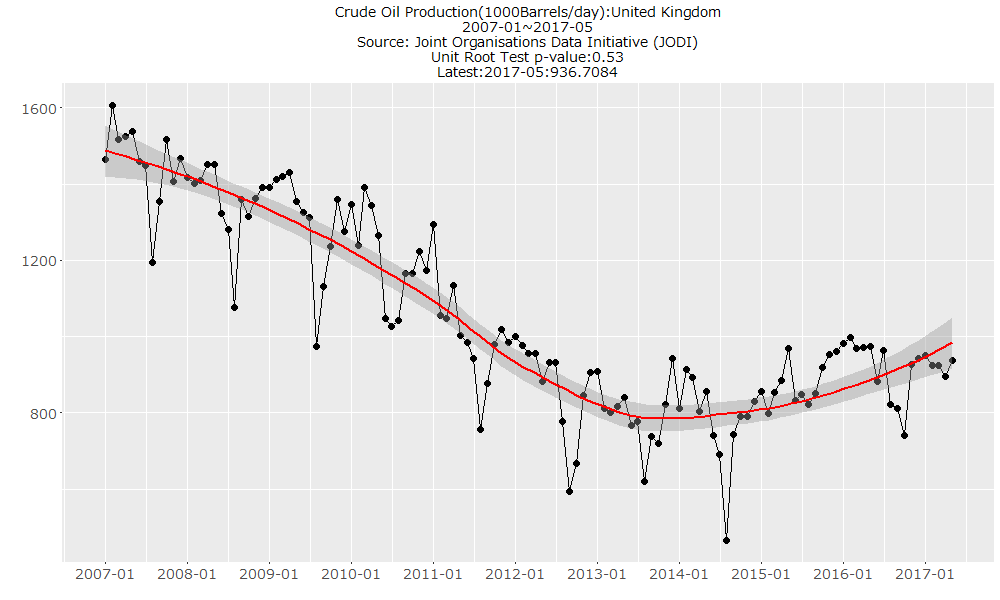 Crude Oil Production(1000Barrels/day):United Kingdom
2007-01~2017-05
Source: Joint Organisations Data Initiative (JODI)
Unit Root Test p-value:0.53
Latest:2017-05:936.7084
1600
1200
800
2007-01 2008-01 2009-01 2010-01 2011-01 2012-01 2013-01 2014-01 2015-01 2016-01 2017-01